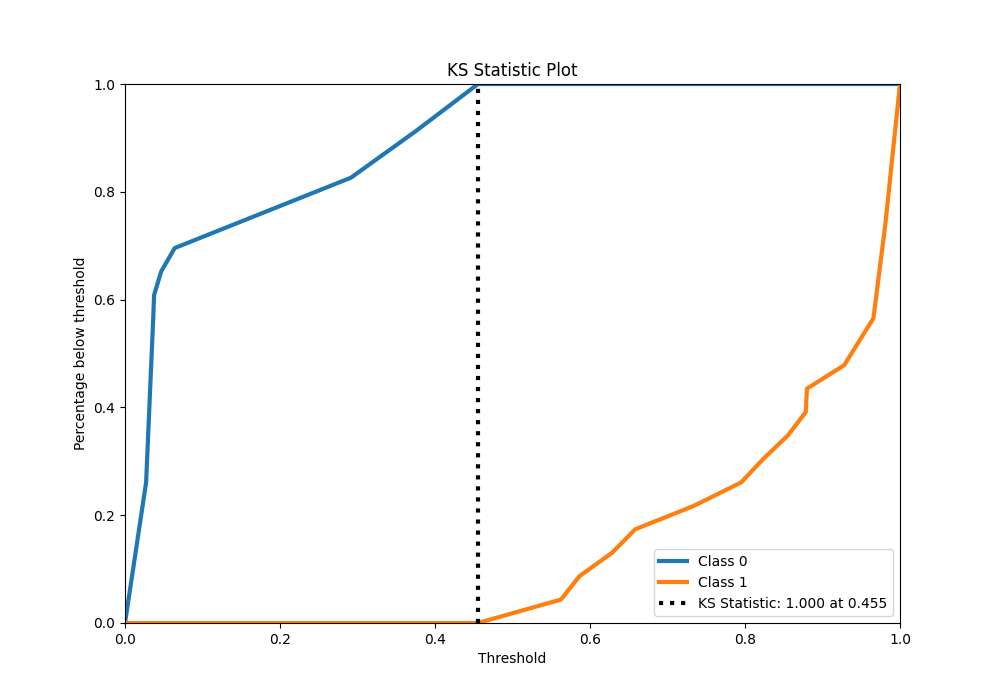 KS Statistic Plot
Percentage below threshold
1.0
0.8
0.6
0.4
0.2
0.0
0.0 0.2 0.4 0.6 0.8 1.0
Threshold
Class 0
Class 1
KS Statistic: 1.000 at 0.455